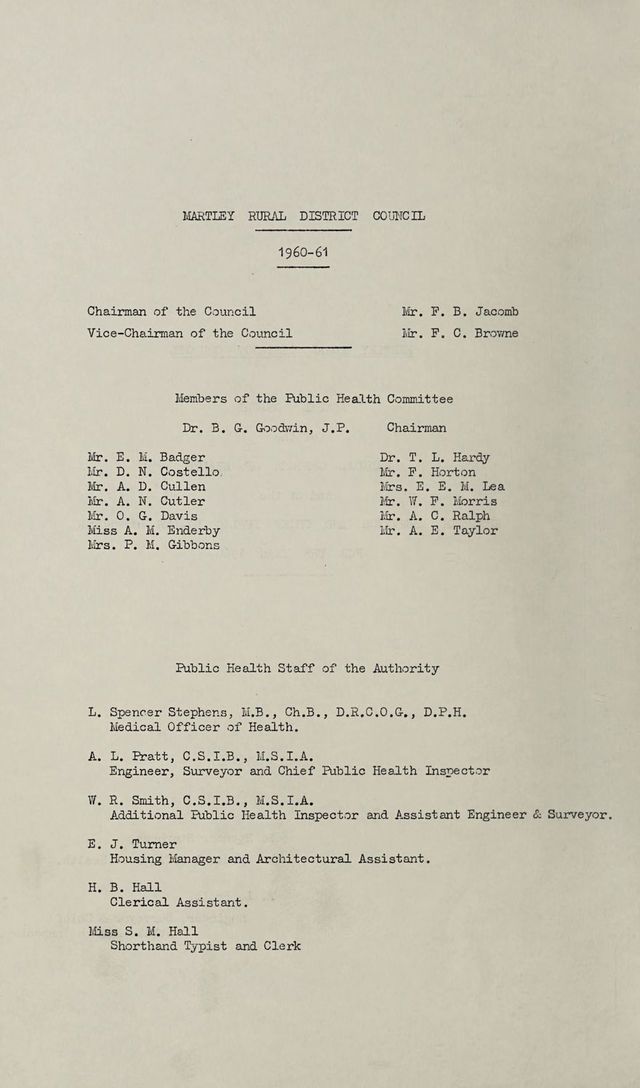 MARTLEY RURAL DISTRICT COUNCIL
1960-61
Chairman of the Council Mr. F. B. Jacomb
Vice-Chairman of the Council Mr. F. C. Browne
Members of the Public Health Committee
Dr. B. G. Goodwin, J.P. Chairman
Mr. E. M. Badger Dr. T. L. Hardy
Mr. D. N. Costello Mr. F. Horton
Mr. A. D. Cullen Mrs. E. E. M. Lea
Mr. A. N. Cutler Mr. W. F. Morris
Mr. O. G. Davis Mr. A. C. Ralph
Miss A. M. Enderby Mr. A. E. Taylor
Mrs. P. M. Gibbons
Public Health Staff of the Authority
L. Spencer Stephens, M.B., Ch.B., D.R.C.O.G., D.P.H.
Medical Officer of Health.
A. L. Pratt, C.S.I.B., M.S.I.A.
Engineer, Surveyor and Chief Public Health Inspector
W. R. Smith, C.S.I.B., M.S.I.A.
Additional Public Health Inspector and Assistant Engineer & Surveyor.
E. J. Turner
Housing Manager and Architectural Assistant.
H. B. Hall
Clerical Assistant.
Miss S. M. Hall
Shorthand Typist and Clerk